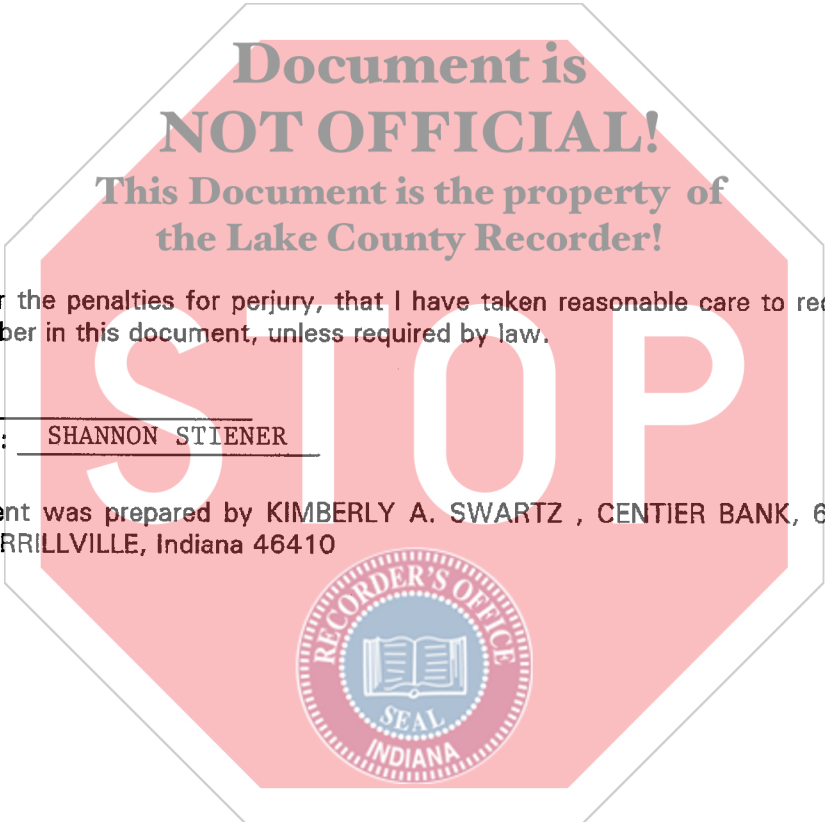 Document is
NOT OFFICIAL!
This Document is the property of
the Lake County Recorder!
r the penalties for perjury, that I have taken reasonable care to re
ber in this document, unless required by law.
STOP
: SHANNON STIENER
ent was prepared by KIMBERLY A. SWARTZ , CENTIER BANK, 6
RRILLVILLE, Indiana 46410
RECORDER'S OFFICE
SEAL
INDIANA